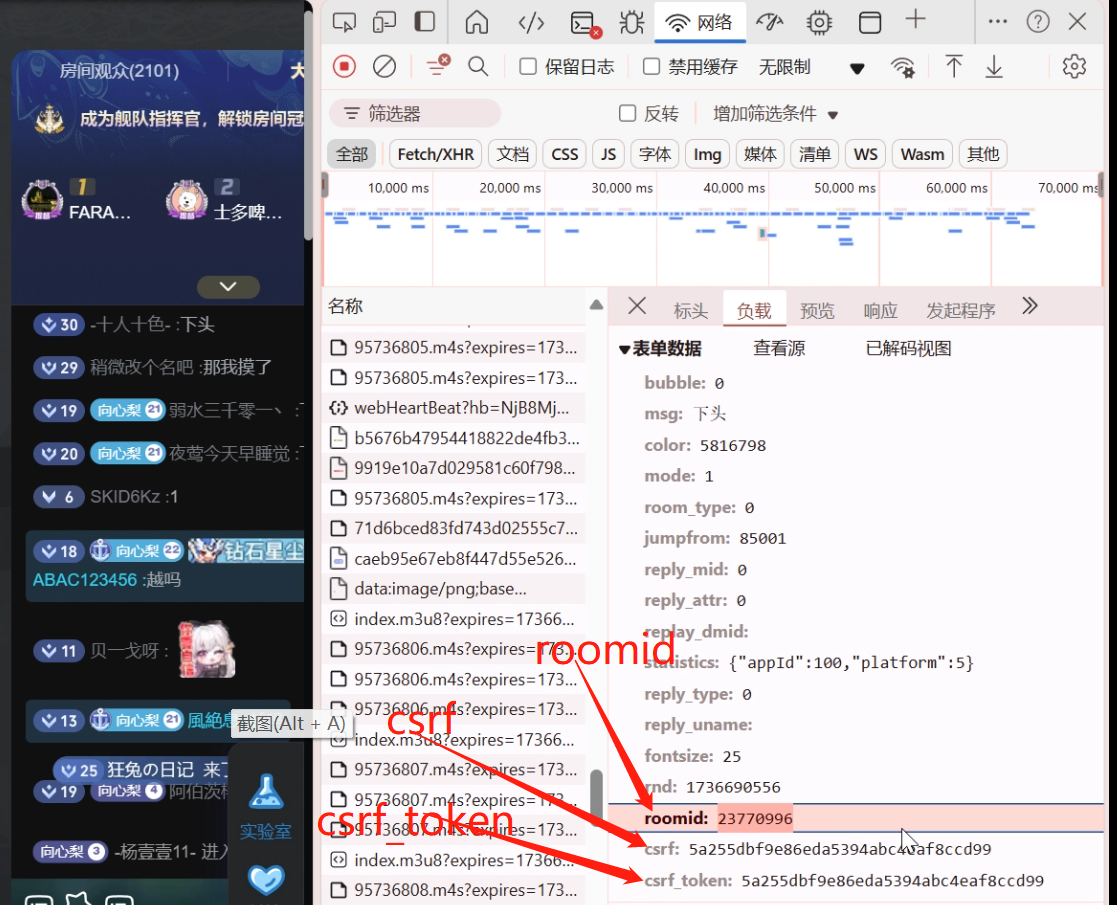 房间观众(2101)
大
成为舰队指挥官，解锁房间冠
1
FARA...
2
士多啤...
30 -十人十色- :下头
29 稍微改个名吧 :那我摸了
19 向心梨 21 弱水三千零一丶 :
20 向心梨 21 夜莺今天早睡觉 :
6 SKID6Kz :1
18 向心梨 22 钻石星尘
ABAC123456 :越吗
11 贝一戈呀 :
13 向心梨 21 風絶息
截图(Alt + A)
25 狂兔の日记 来了
19 向心梨 4 阿伯茨
向心梨 3 -杨壹壹11- 进入
实验室
网络
保留日志
禁用缓存
无限制
筛选器
反转
增加筛选条件
全部
Fetch/XHR
文档
CSS
JS
字体
Img
媒体
清单
WS
Wasm
其他
10,000 ms
20,000 ms
30,000 ms
40,000 ms
50,000 ms
60,000 ms
70,000 ms
名称
95736805.m4s?expires=173...
95736805.m4s?expires=173...
webHeartBeat?hb=NjB8Mj...
b5676b47954418822de4fb3...
9919e10a7d029581c60f798...
95736805.m4s?expires=173...
71d6bced83fd743d02555c7...
caeb95e67eb8f447d55e526...
data:image/png;base...
index.m3u8?expires=17366...
95736806.m4s?expires=173...
95736806.m4s?expires=173...
95736806.m4s?expires=173...
index.m3u8?expires=17366...
95736807.m4s?expires=173...
95736807.m4s?expires=173...
95736807.m4s?expires=173...
index.m3u8?expires=17366...
95736808.m4s?expires=173...
标头
负载
预览
响应
发起程序
表单数据
查看源
已解码视图
bubble: 0
msg: 下头
color: 5816798
mode: 1
room_type: 0
jumpfrom: 85001
reply_mid: 0
reply_attr: 0
replay_dmid:
statistics: {"appId":100,"platform":5}
reply_type: 0
reply_uname:
fontsize: 25
rnd: 1736690556
roomid: 23770996
csrf: 5a255dbf9e86eda5394abc4eaf8ccd99
csrf_token: 5a255dbf9e86eda5394abc4eaf8ccd99
roomid
csrf
csrf_token